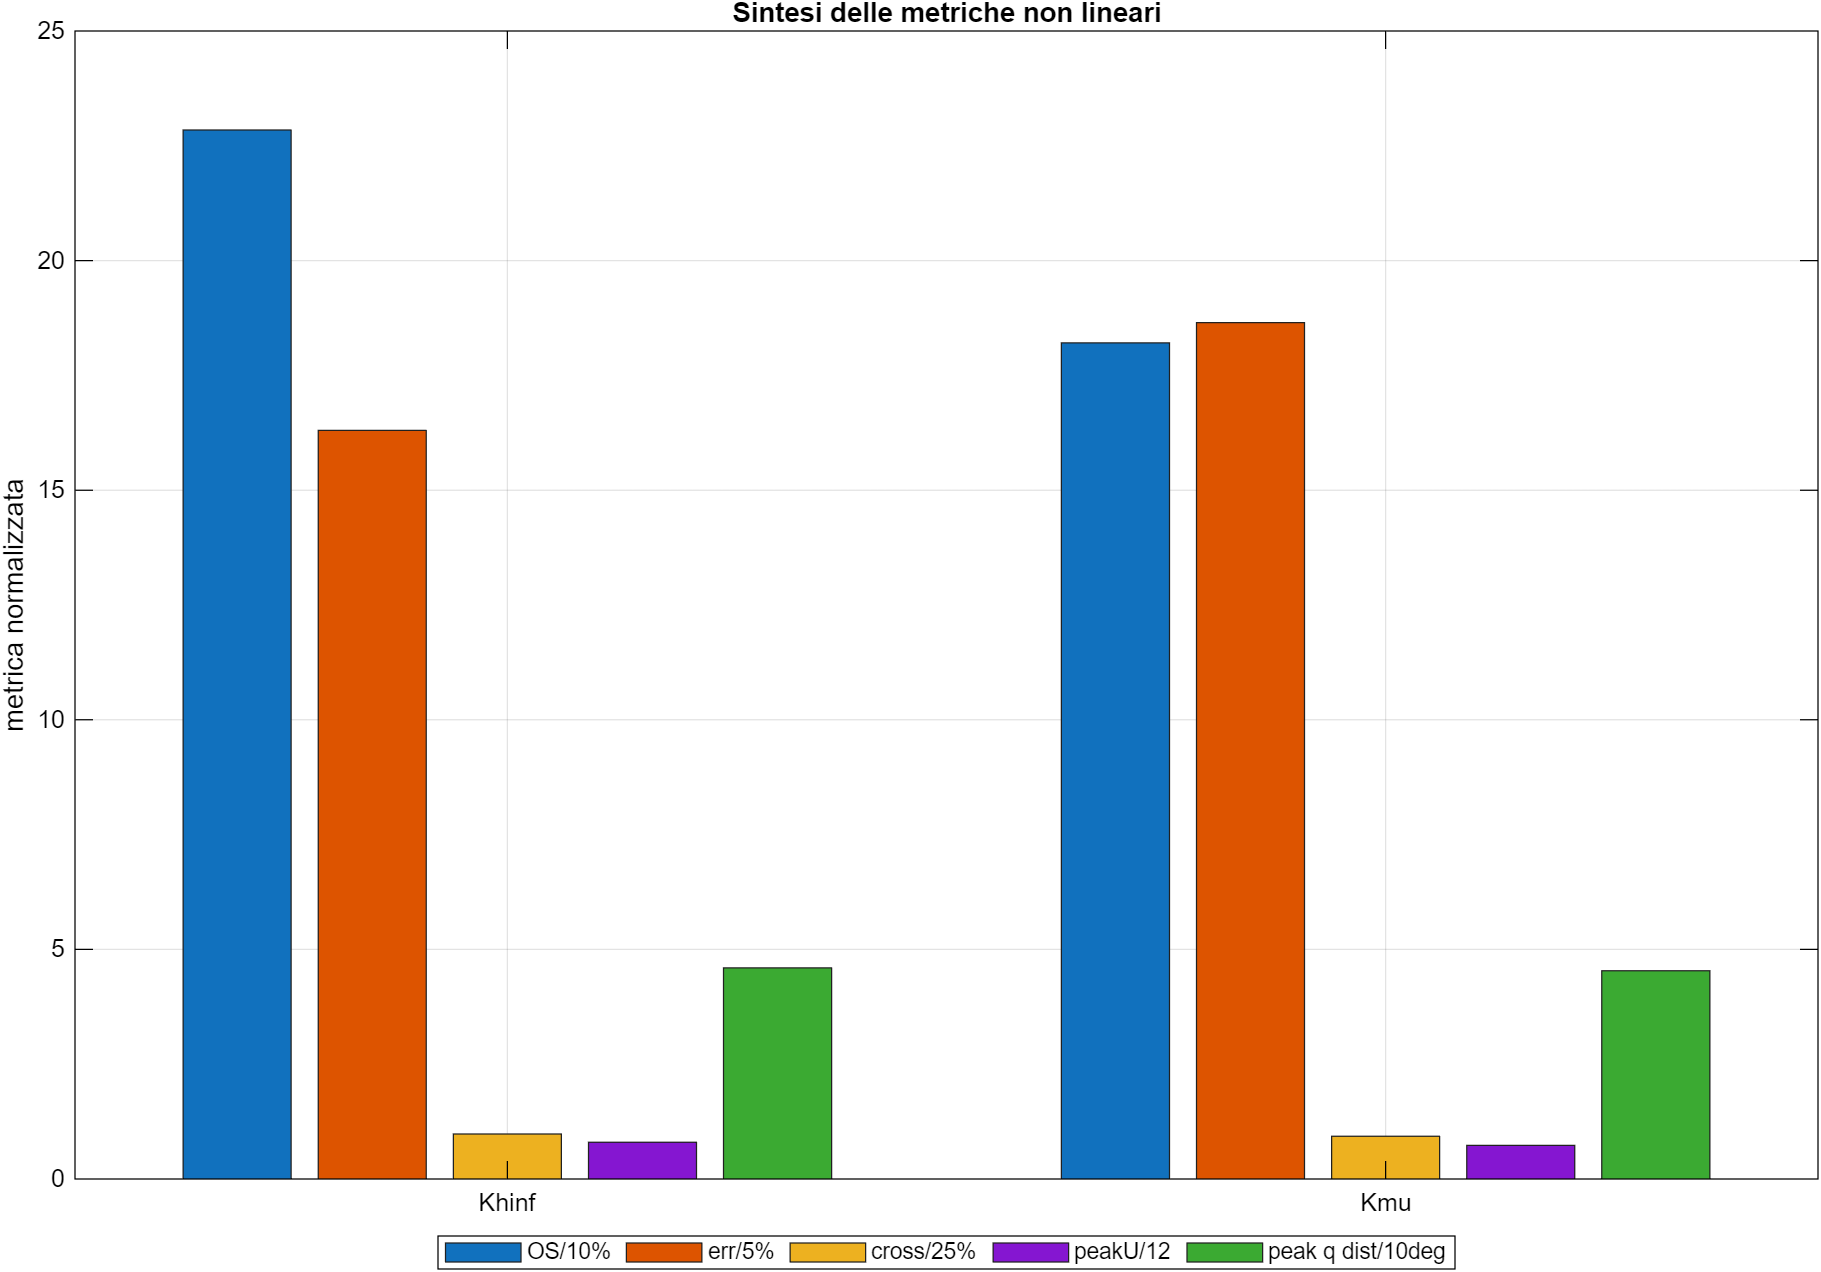 Sintesi delle metriche non lineari
metrica normalizzata
25
20
15
10
5
0
Khinf
Kmu
OS/10%
err/5%
cross/25%
peakU/12
peak q dist/10deg